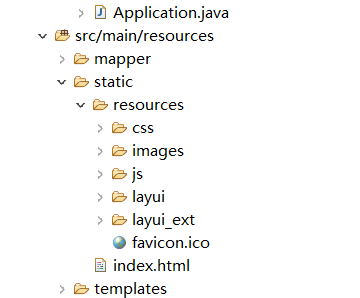 Application.java
src/main/resources
mapper
static
resources
css
images
js
layui
layui_ext
favicon.ico
index.html
templates